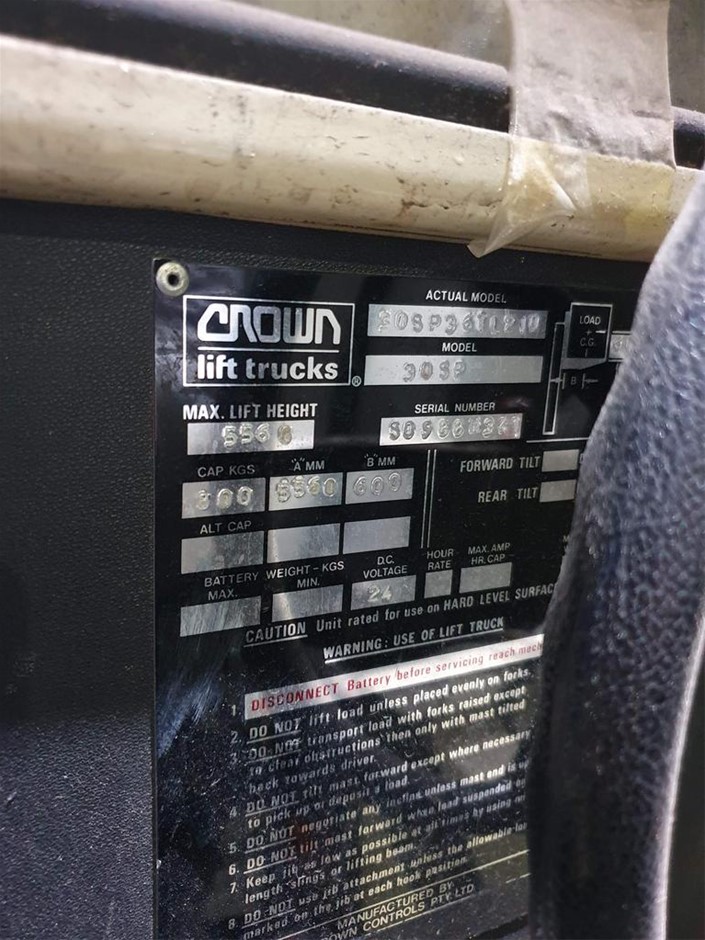 ACTUAL MODEL
CROWN
lift trucks ®
MODEL
30SP
LOAD
C.G.
B
MAX. LIFT HEIGHT
SERIAL NUMBER
CAP KGS
"A" MM
"B" MM
FORWARD TILT
300
5560
600
REAR TILT
ALT CAP
BATTERY WEIGHT - KGS
MAX.
MIN.
D.C.
VOLTAGE
HOUR
RATE
MAX. AMP
HR. CAP
24
CAUTION Unit rated for use on HARD LEVEL SURFAC
WARNING: USE OF LIFT TRUCK
1. DISCONNECT Battery before servicing reach mech
2. DO NOT lift load unless placed evenly on forks.
3. DO NOT transport load with forks raised except
to clear obstructions then only with mast tilted
back towards driver.
4. DO NOT tilt mast forward except where necessary
to pick up or deposit a load.
5. DO NOT negotiate any incline unless mast end is
6. DO NOT tilt mast forward when load suspended
7. Keep jib as low as possible at all times by using
length slings or lifting beam.
8. DO NOT use jib attachment unless the allowable
marked on the jib at each hook position.
MANUFACTURED BY
CROWN CONTROLS PTY. LTD